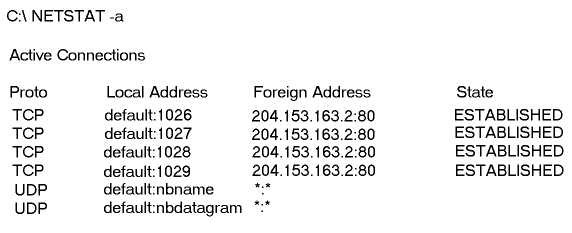 C:\ NETSTAT -a
Active Connections
Proto Local Address Foreign Address State
TCP default:1026 204.153.163.2:80 ESTABLISHED
TCP default:1027 204.153.163.2:80 ESTABLISHED
TCP default:1028 204.153.163.2:80 ESTABLISHED
TCP default:1029 204.153.163.2:80 ESTABLISHED
UDP default:nbname *:*
UDP default:nbdatagram *:*